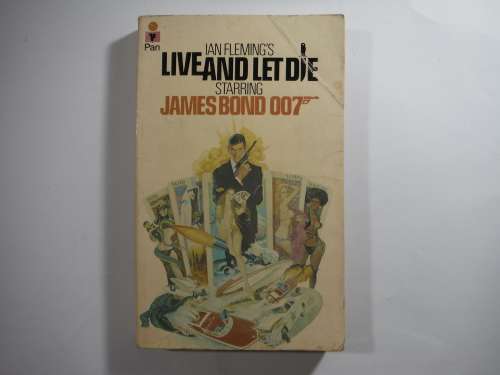 Pan
IAN FLEMING'S
LIVE AND LET DIE
STARRING
JAMES BOND 007